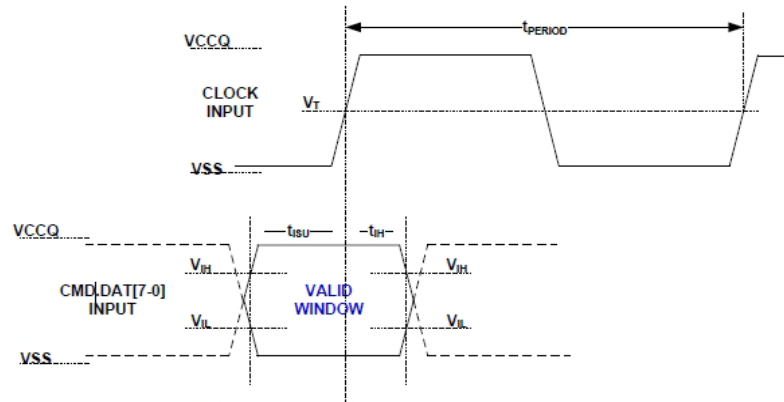 tPERIOD
VCCQ
CLOCK
INPUT
VT
VSS
VCCQ
tISU
tIH
VIH
VIH
CMD.DAT[7-0]
INPUT
VALID
WINDOW
VIL
VIL
VSS